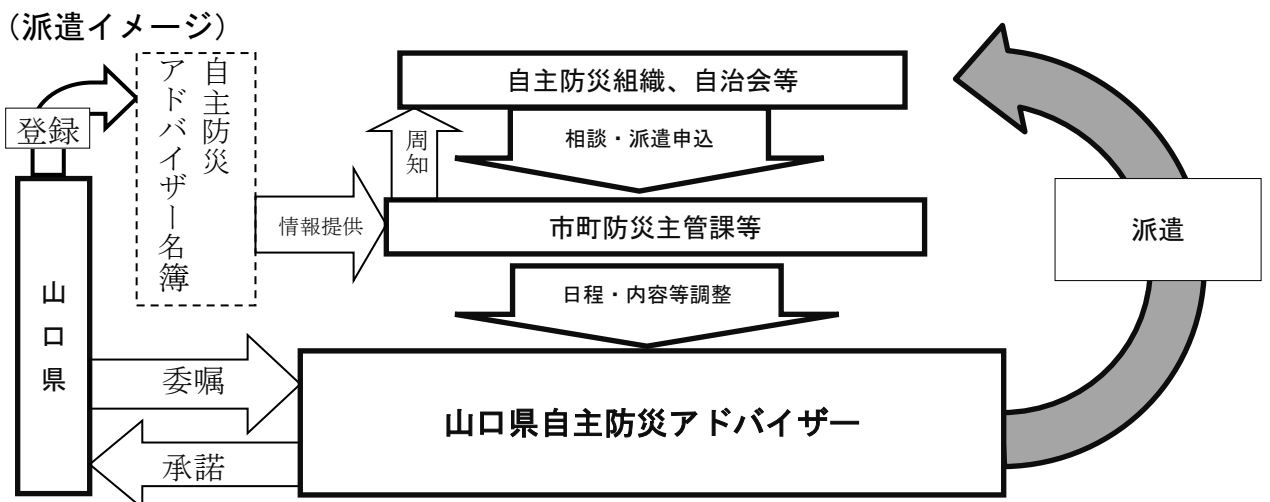 （派遣イメージ）
登録
自主防災
アドバイザー名簿
自主防災組織、自治会等
周知
相談・派遣申込
情報提供
市町防災主管課等
派遣
日程・内容等調整
山口県
委嘱
山口県自主防災アドバイザー
承諾